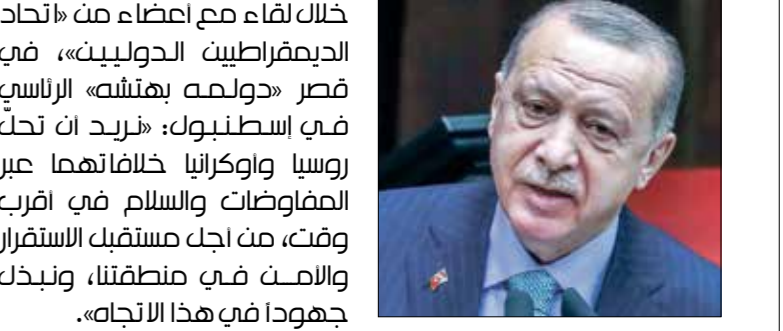 خلال لقاء مع أعضاء من «اتحاد
الديمقراطيين الدوليين»، في
قصر «دولمه بهتشه» الرئاسي
في إسطنبول: «نريد أن تحلّ
روسيا وأوكرانيا خلافاتهما عبر
المفاوضات والسلام في أقرب
وقت، من أجل مستقبل الاستقرار
والأمن في منطقتنا، ونبذل
جهوداً في هذا الاتجاه».